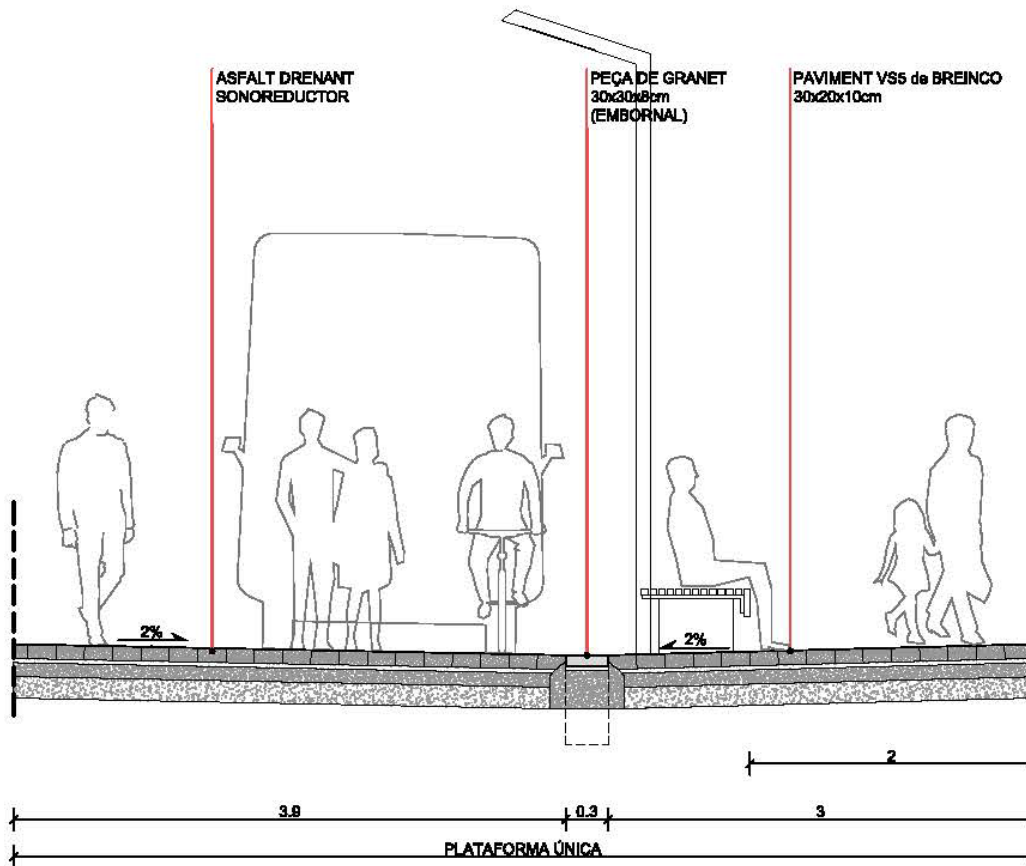 ASFALT DRENANT
SONOREDUCTOR
PEÇA DE GRANET
30x30x8cm
(EMBORNAL)
PAVIMENT VS5 de BREINCO
30x20x10cm
2%
2%
2
3.9
0.3
3
PLATAFORMA ÚNICA